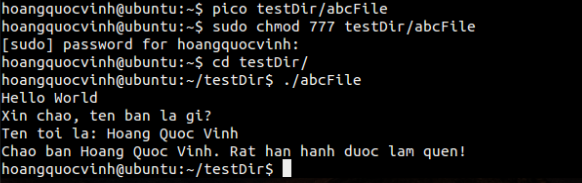 hoangquocvinh@ubuntu:~$ pico testDir/abcFile
hoangquocvinh@ubuntu:~$ sudo chmod 777 testDir/abcFile
[sudo] password for hoangquocvinh:
hoangquocvinh@ubuntu:~$ cd testDir/
hoangquocvinh@ubuntu:~/testDir$ ./abcFile
Hello World
Xin chao, ten ban la gi?
Ten toi la: Hoang Quoc Vinh
Chao ban Hoang Quoc Vinh. Rat han hanh duoc lam quen!
hoangquocvinh@ubuntu:~/testDir$